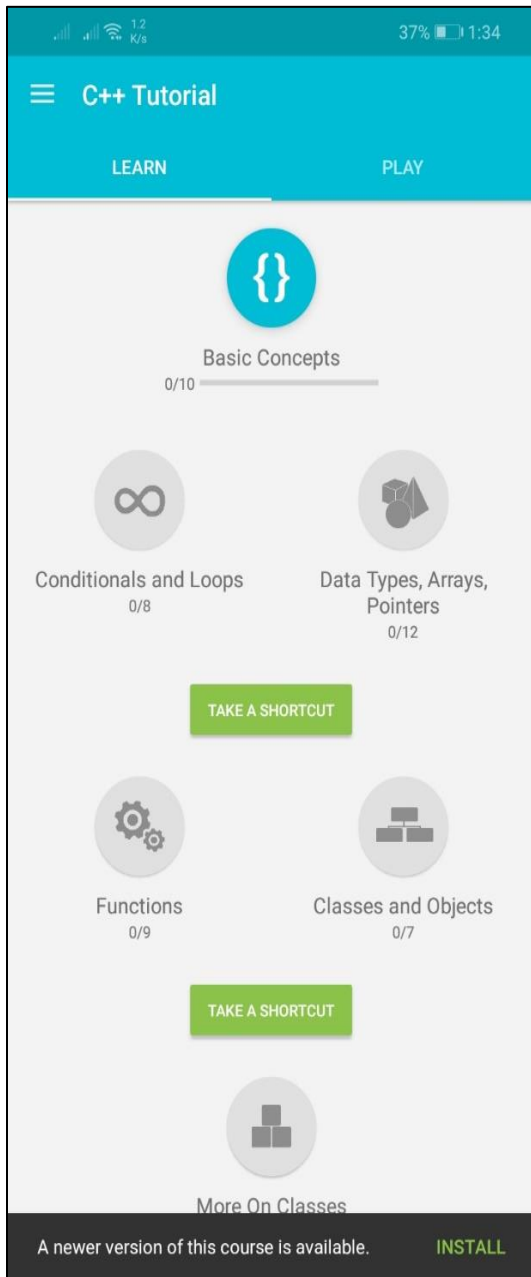 1.2
K/s
37% 1:34
C++ Tutorial
LEARN PLAY
{}
Basic Concepts
0/10
Conditionals and Loops
0/8
Data Types, Arrays,
Pointers
0/12
TAKE A SHORTCUT
Functions
0/9
Classes and Objects
0/7
TAKE A SHORTCUT
More On Classes
A newer version of this course is available. INSTALL